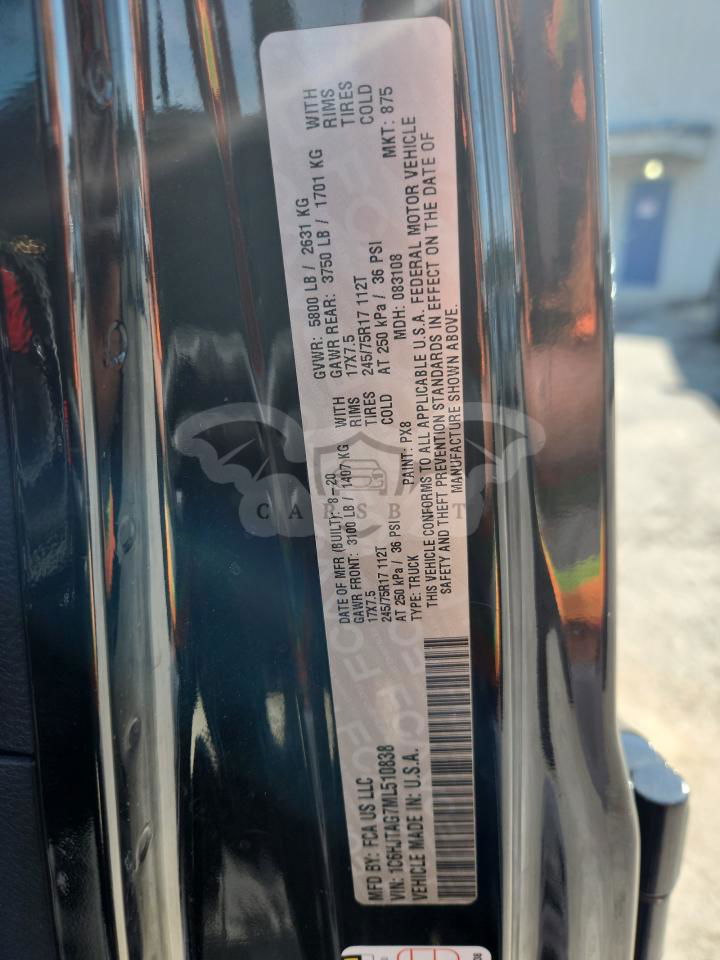 MFD BY: FCA US LLC
DATE OF MFR (BUILT): 8-20
GVWR: 5800 LB / 2631 KG
VIN: 1C6HJTAG7ML510838
GAWR FRONT: 3100 LB / 1407 KG WITH
GAWR REAR: 3750 LB / 1701 KG WITH
VEHICLE MADE IN: U.S.A.
17X7.5 RIMS
17X7.5 RIMS
245/75R17 112T TIRES
245/75R17 112T TIRES
AT 250 kPa / 36 PSI COLD
AT 250 kPa / 36 PSI COLD
TYPE: TRUCK PAINT: PX8 MDH: 083108 MKT: 875
THIS VEHICLE CONFORMS TO ALL APPLICABLE U.S.A. FEDERAL MOTOR VEHICLE
SAFETY AND THEFT PREVENTION STANDARDS IN EFFECT ON THE DATE OF
MANUFACTURE SHOWN ABOVE.
CARSBAT